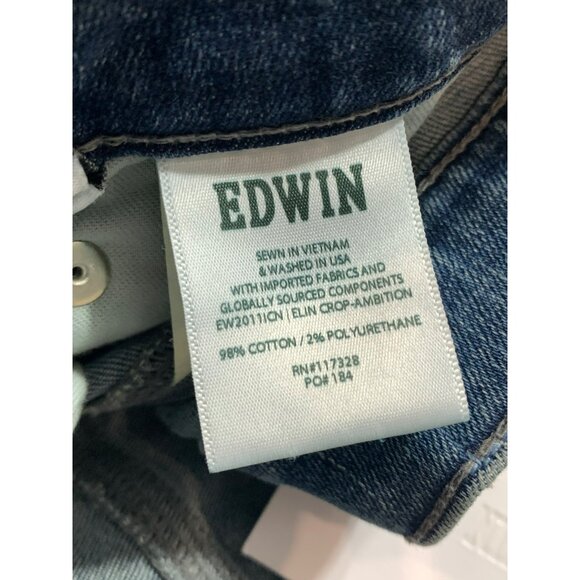 EDWIN
SEWN IN VIETNAM
& WASHED IN USA
WITH IMPORTED FABRICS AND
GLOBALLY SOURCED COMPONENTS
EW2011ICN | ELIN CROP-AMBITION
98% COTTON / 2% POLYURETHANE
RN#117328
PO# 184